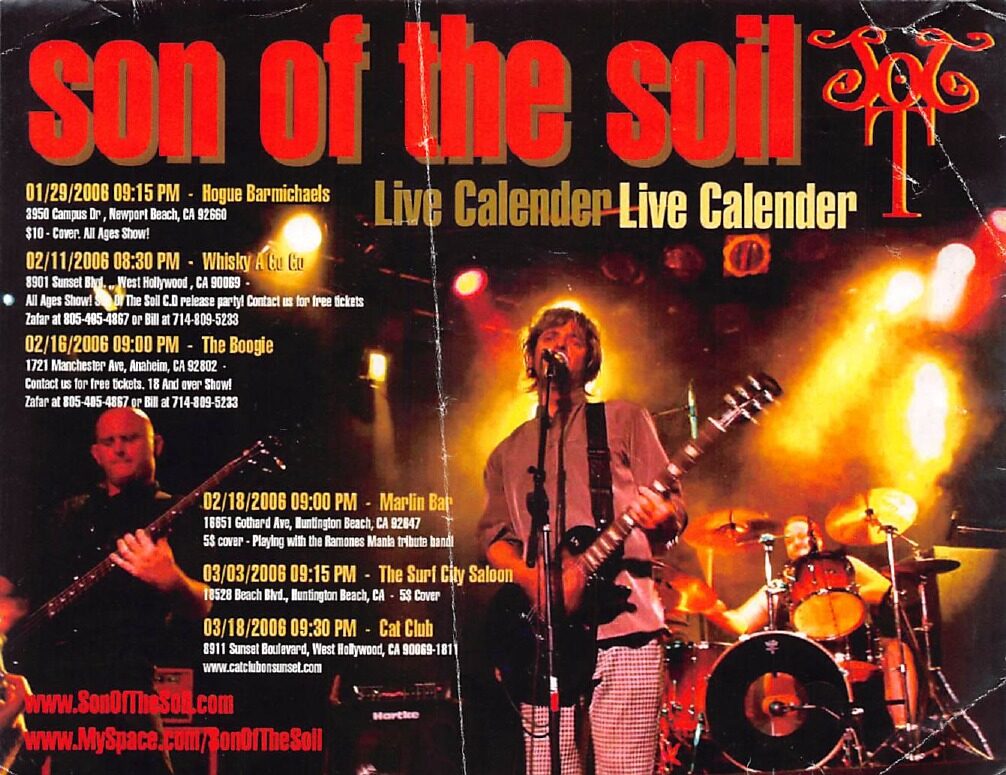 son of the soil
SOT
Live Calender Live Calender
01/29/2006 09:15 PM - Hogue Barmichaels
3950 Campus Dr , Newport Beach, CA 92660
$10 - Cover. All Ages Show!
02/11/2006 08:30 PM - Whisky A Go Go
8901 Sunset Blvd. ,, West Hollywood , CA 90069 -
All Ages Show! Son Of The Soil C.D release party! Contact us for free tickets
Zafar at 805-405-4867 or Bill at 714-809-5233
02/16/2006 09:00 PM - The Boogie
1721 Manchester Ave, Anaheim, CA 92802 -
Contact us for free tickets. 18 And over Show!
Zafar at 805-405-4867 or Bill at 714-809-5233
02/18/2006 09:00 PM - Marlin Bar
16851 Gothard Ave, Huntington Beach, CA 92647
5$ cover - Playing with the Ramones Mania tribute band!
03/03/2006 09:15 PM - The Surf City Saloon
18528 Beach Blvd., Huntington Beach, CA - 5$ Cover
03/18/2006 09:30 PM - Cat Club
8911 Sunset Boulevard, West Hollywood, CA 90069-1811
www.catclubonsunset.com
www.SonOfTheSoil.com
www.MySpace.com/SonOfTheSoil
Hartke